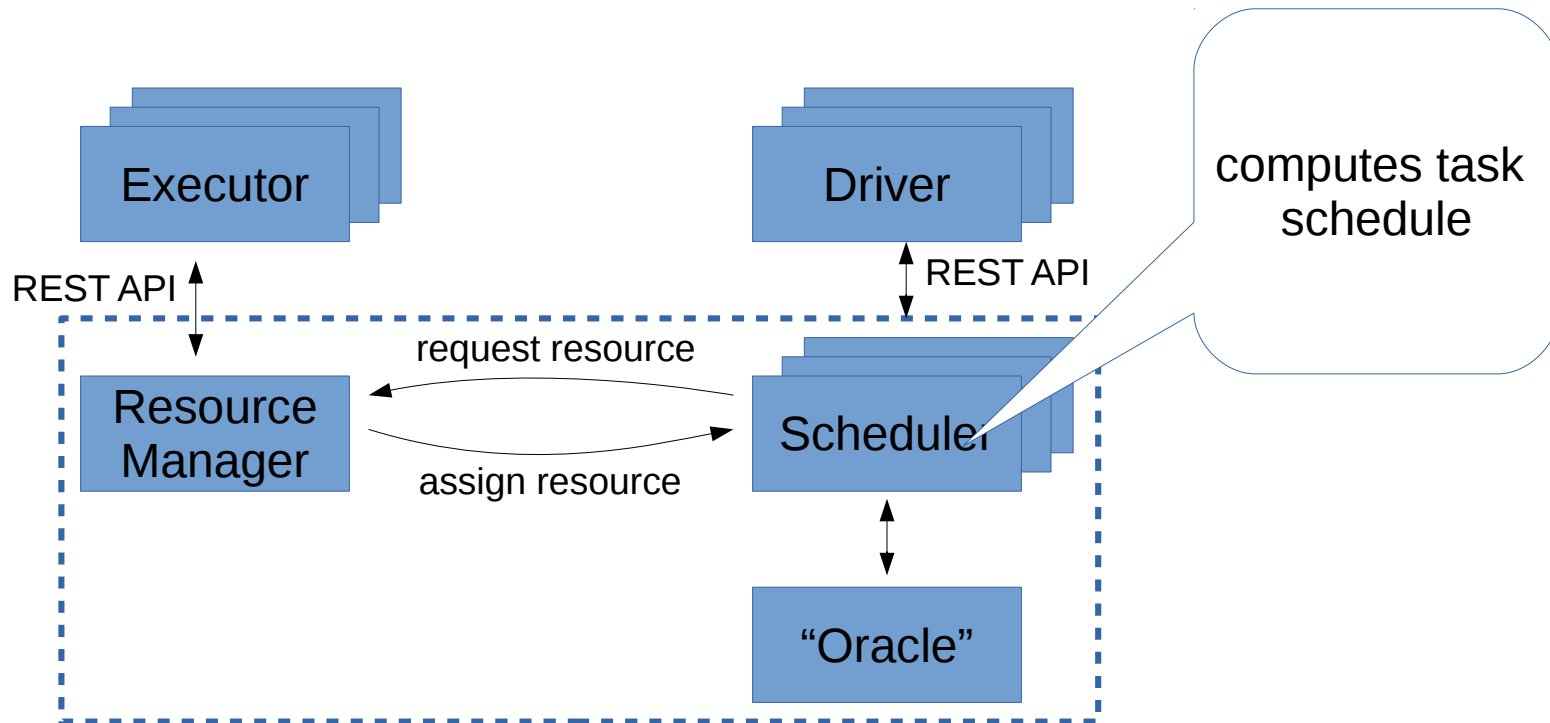 Executor
Driver
computes task
schedule
REST API
REST API
request resource
Resource
Manager
Scheduler
assign resource
“Oracle”